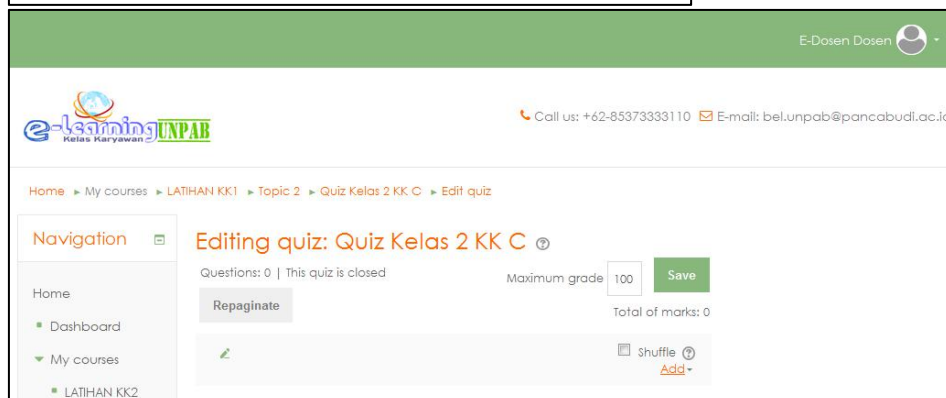 E-Dosen Dosen
e-Learning UNPAB
Kelas Karyawan
Call us: +62-85373333110 E-mail: bel.unpab@pancabudi.ac.id
Home ▸ My courses ▸ LATIHAN KK1 ▸ Topic 2 ▸ Quiz Kelas 2 KK C ▸ Edit quiz
Navigation
Editing quiz: Quiz Kelas 2 KK C
Questions: 0 | This quiz is closed
Maximum grade 100 Save
Home
Repaginate
Total of marks: 0
Dashboard
Shuffle
My courses
Add
LATIHAN KK2